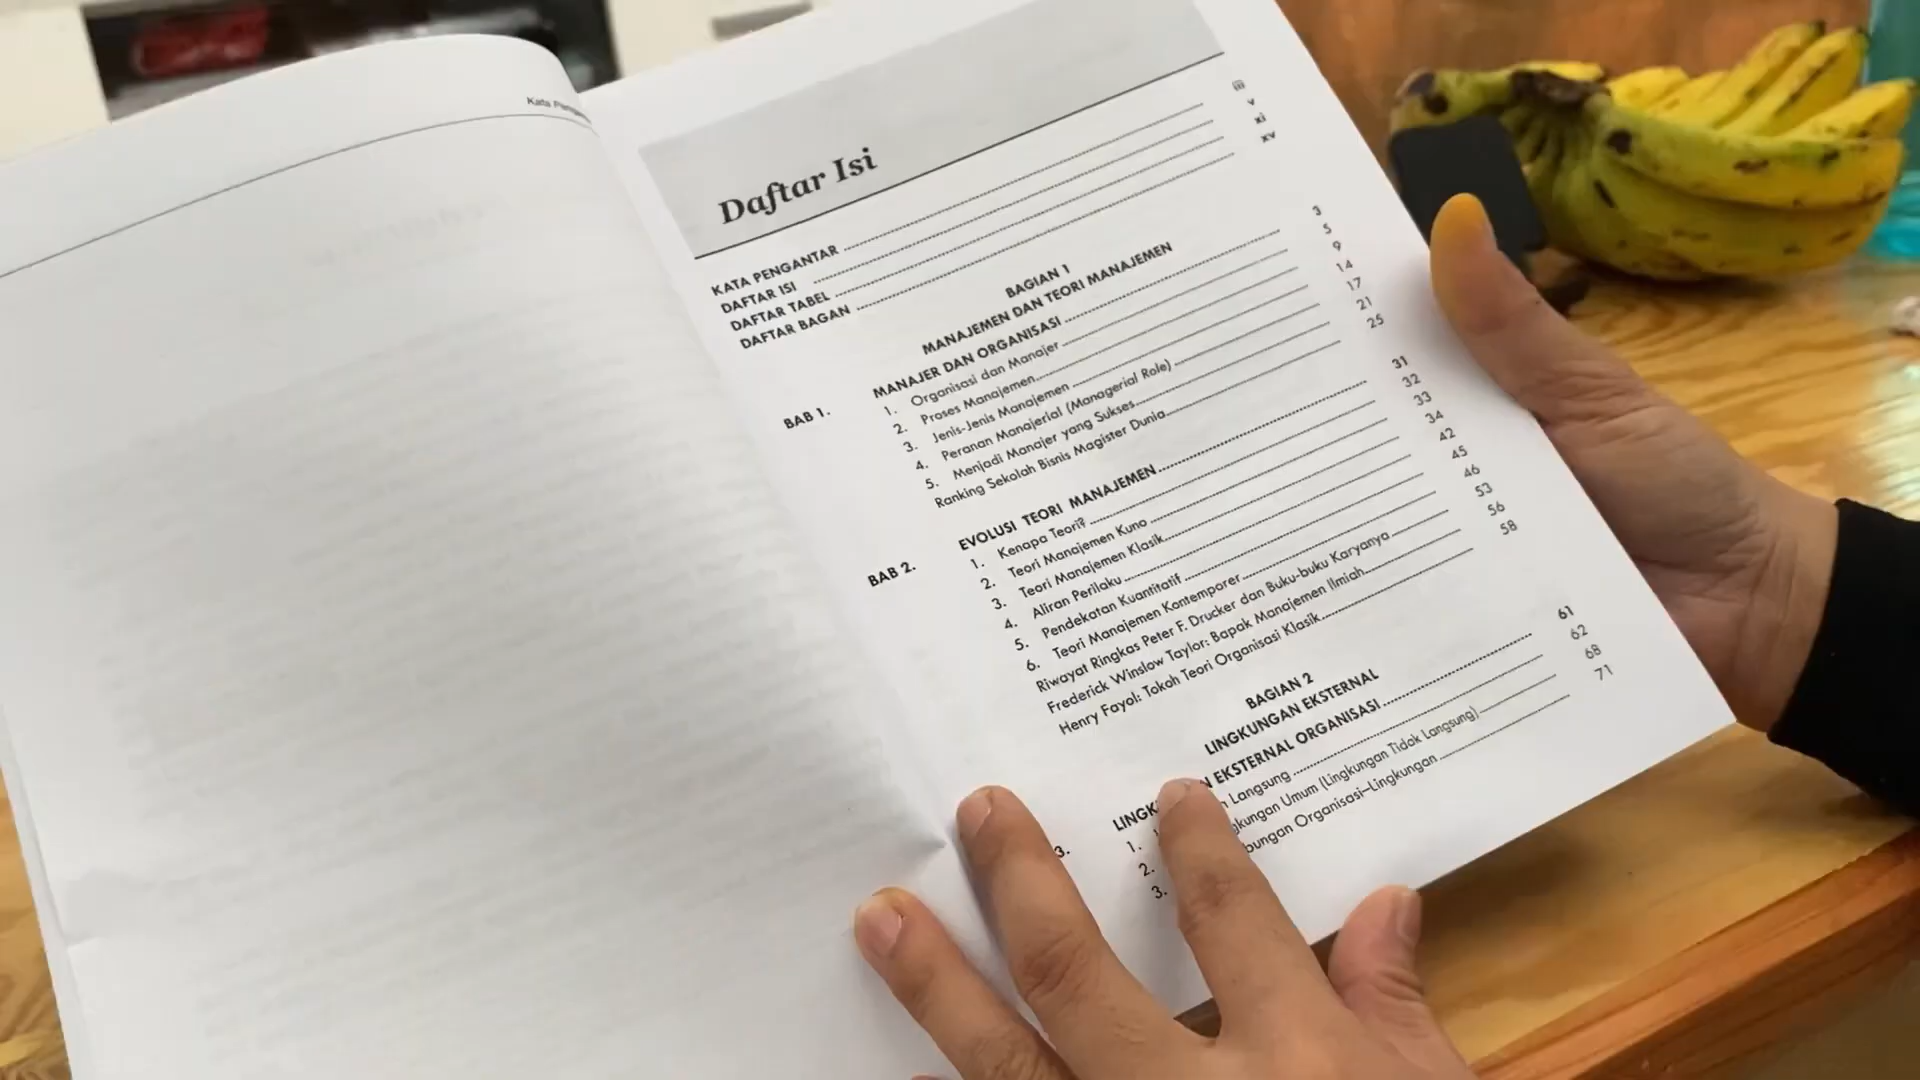 Kata
Daftar Isi
KATA PENGANTAR ........ iii
DAFTAR ISI ........ v
DAFTAR TABEL ........ xi
DAFTAR BAGAN ........ xv
BAGIAN 1
MANAJEMEN DAN TEORI MANAJEMEN
BAB 1. MANAJER DAN ORGANISASI ........ 3
1. Organisasi dan Manajer ........ 5
2. Proses Manajemen ........ 9
3. Jenis-Jenis Manajemen ........ 14
4. Peranan Manajerial (Managerial Role) ........ 17
5. Menjadi Manajer yang Sukses ........ 21
Ranking Sekolah Bisnis Magister Dunia ........ 25
BAB 2. EVOLUSI TEORI MANAJEMEN ........ 31
1. Kenapa Teori? ........ 32
2. Teori Manajemen Kuno ........ 33
3. Teori Manajemen Klasik ........ 34
4. Aliran Perilaku ........ 42
5. Pendekatan Kuantitatif ........ 45
6. Teori Manajemen Kontemporer ........ 46
Riwayat Ringkas Peter F. Drucker dan Buku-buku Karyanya ........ 53
Frederick Winslow Taylor: Bapak Manajemen Ilmiah ........ 56
Henry Fayol: Tokoh Teori Organisasi Klasik ........ 58
BAGIAN 2
LINGKUNGAN EKSTERNAL
3. LINGK N EKSTERNAL ORGANISASI ........ 61
1. n Langsung ........ 62
2. gkungan Umum (Lingkungan Tidak Langsung) ........ 68
3. bungan Organisasi–Lingkungan ........ 71